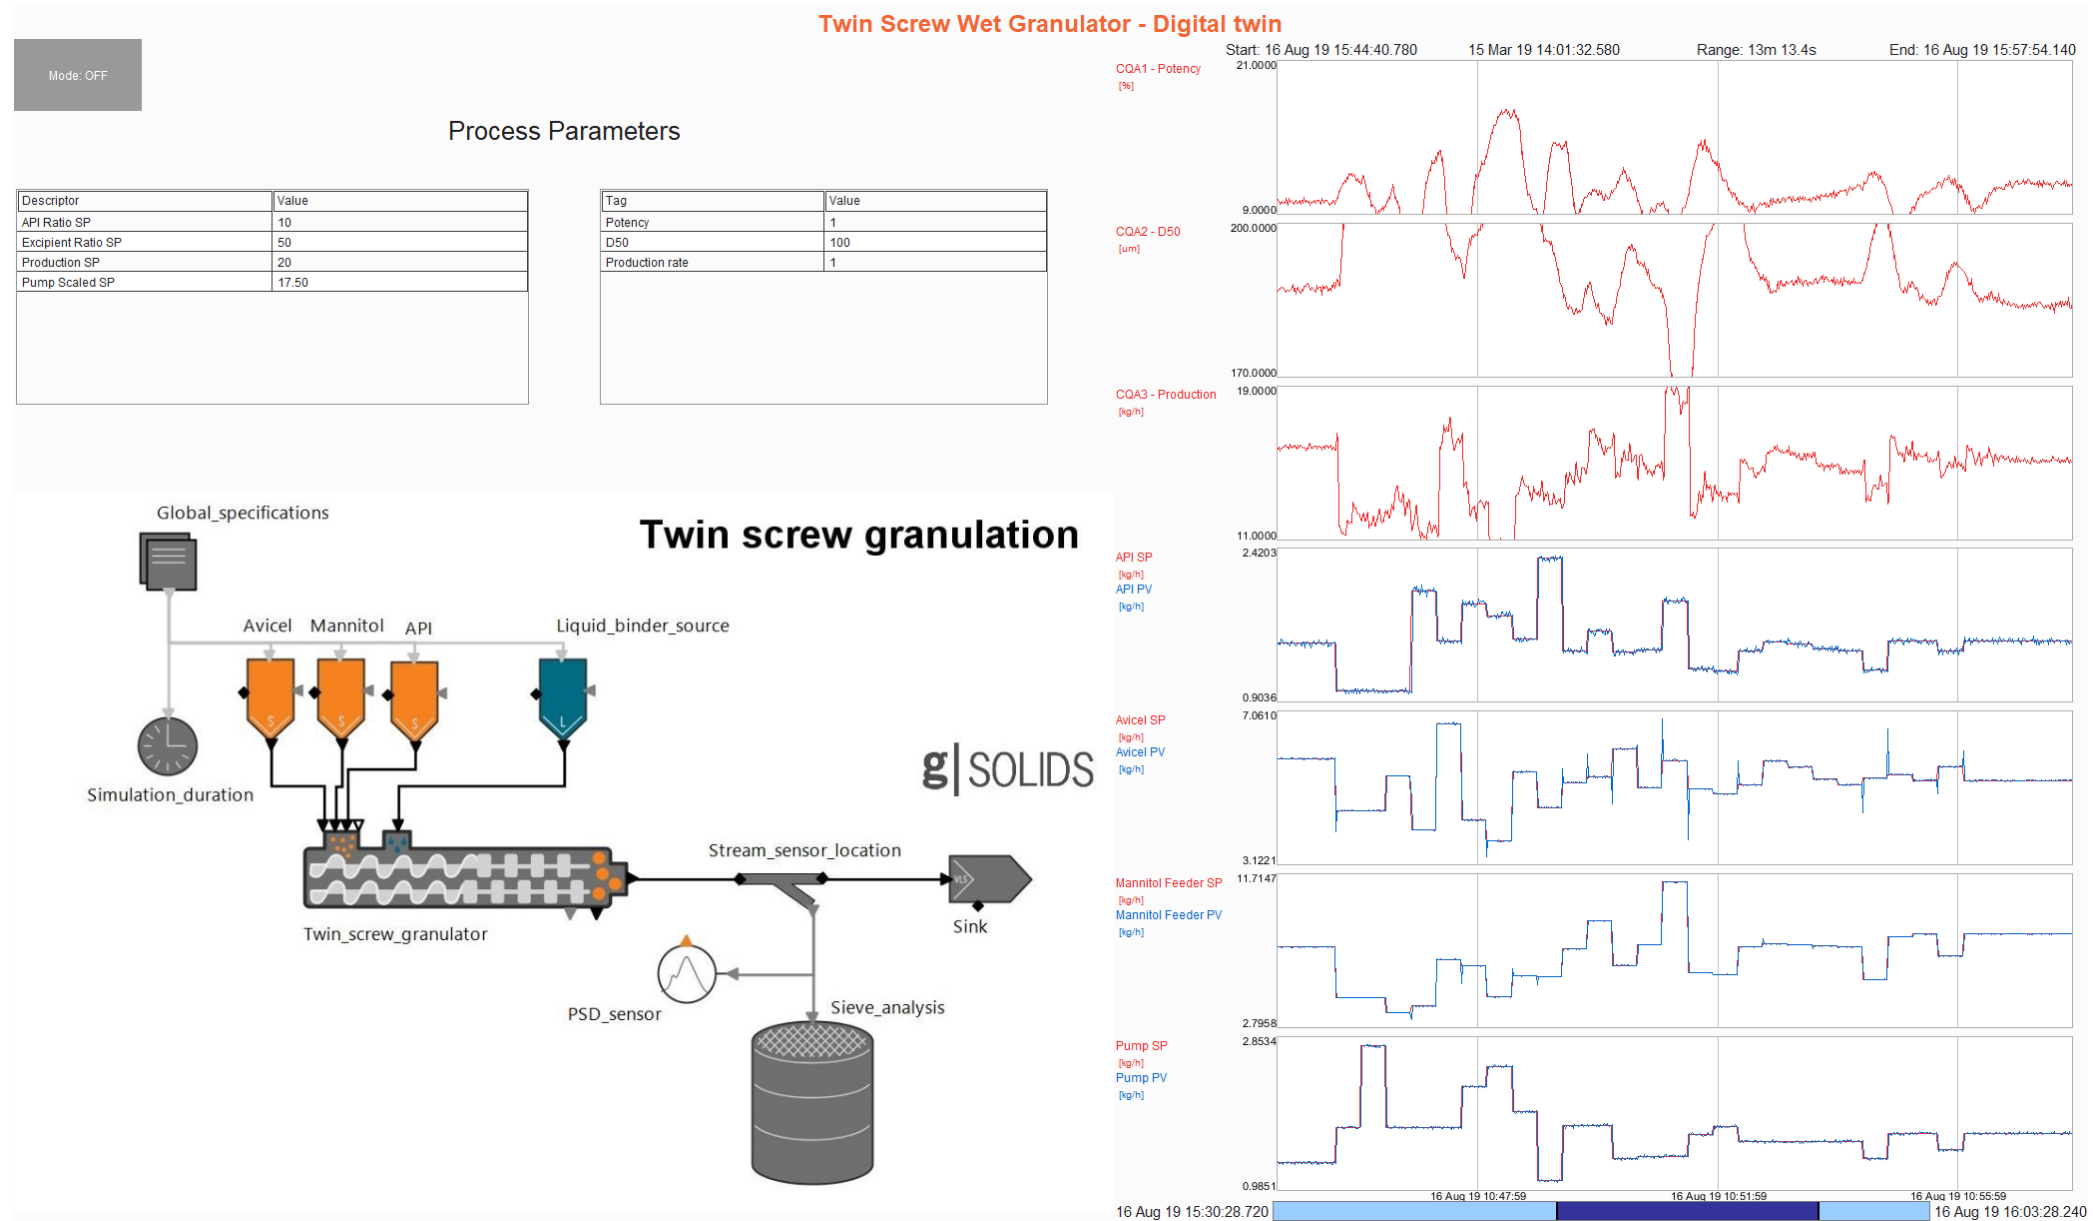 Twin Screw Wet Granulator - Digital twin
Mode: OFF
Process Parameters
Descriptor Value
API Ratio SP 10
Excipient Ratio SP 50
Production SP 20
Pump Scaled SP 17.50
Tag Value
Potency 1
D50 100
Production rate 1
Twin screw granulation
Global_specifications
Avicel Mannitol API Liquid_binder_source
S S S L
Simulation_duration
g|SOLIDS
Stream_sensor_location
VLS
Twin_screw_granulator
Sink
PSD_sensor
Sieve_analysis
Start: 16 Aug 19 15:44:40.780 15 Mar 19 14:01:32.580 Range: 13m 13.4s End: 16 Aug 19 15:57:54.140
CQA1 - Potency
[%]
21.0000
9.0000
CQA2 - D50
[um]
200.0000
170.0000
CQA3 - Production
[kg/h]
19.0000
11.0000
API SP
[kg/h]
API PV
[kg/h]
2.4203
0.9036
Avicel SP
[kg/h]
Avicel PV
[kg/h]
7.0610
3.1221
Mannitol Feeder SP
[kg/h]
Mannitol Feeder PV
[kg/h]
11.7147
2.7958
Pump SP
[kg/h]
Pump PV
[kg/h]
2.8534
0.9851
16 Aug 19 10:47:59 16 Aug 19 10:51:59 16 Aug 19 10:55:59
16 Aug 19 15:30:28.720 16 Aug 19 16:03:28.240